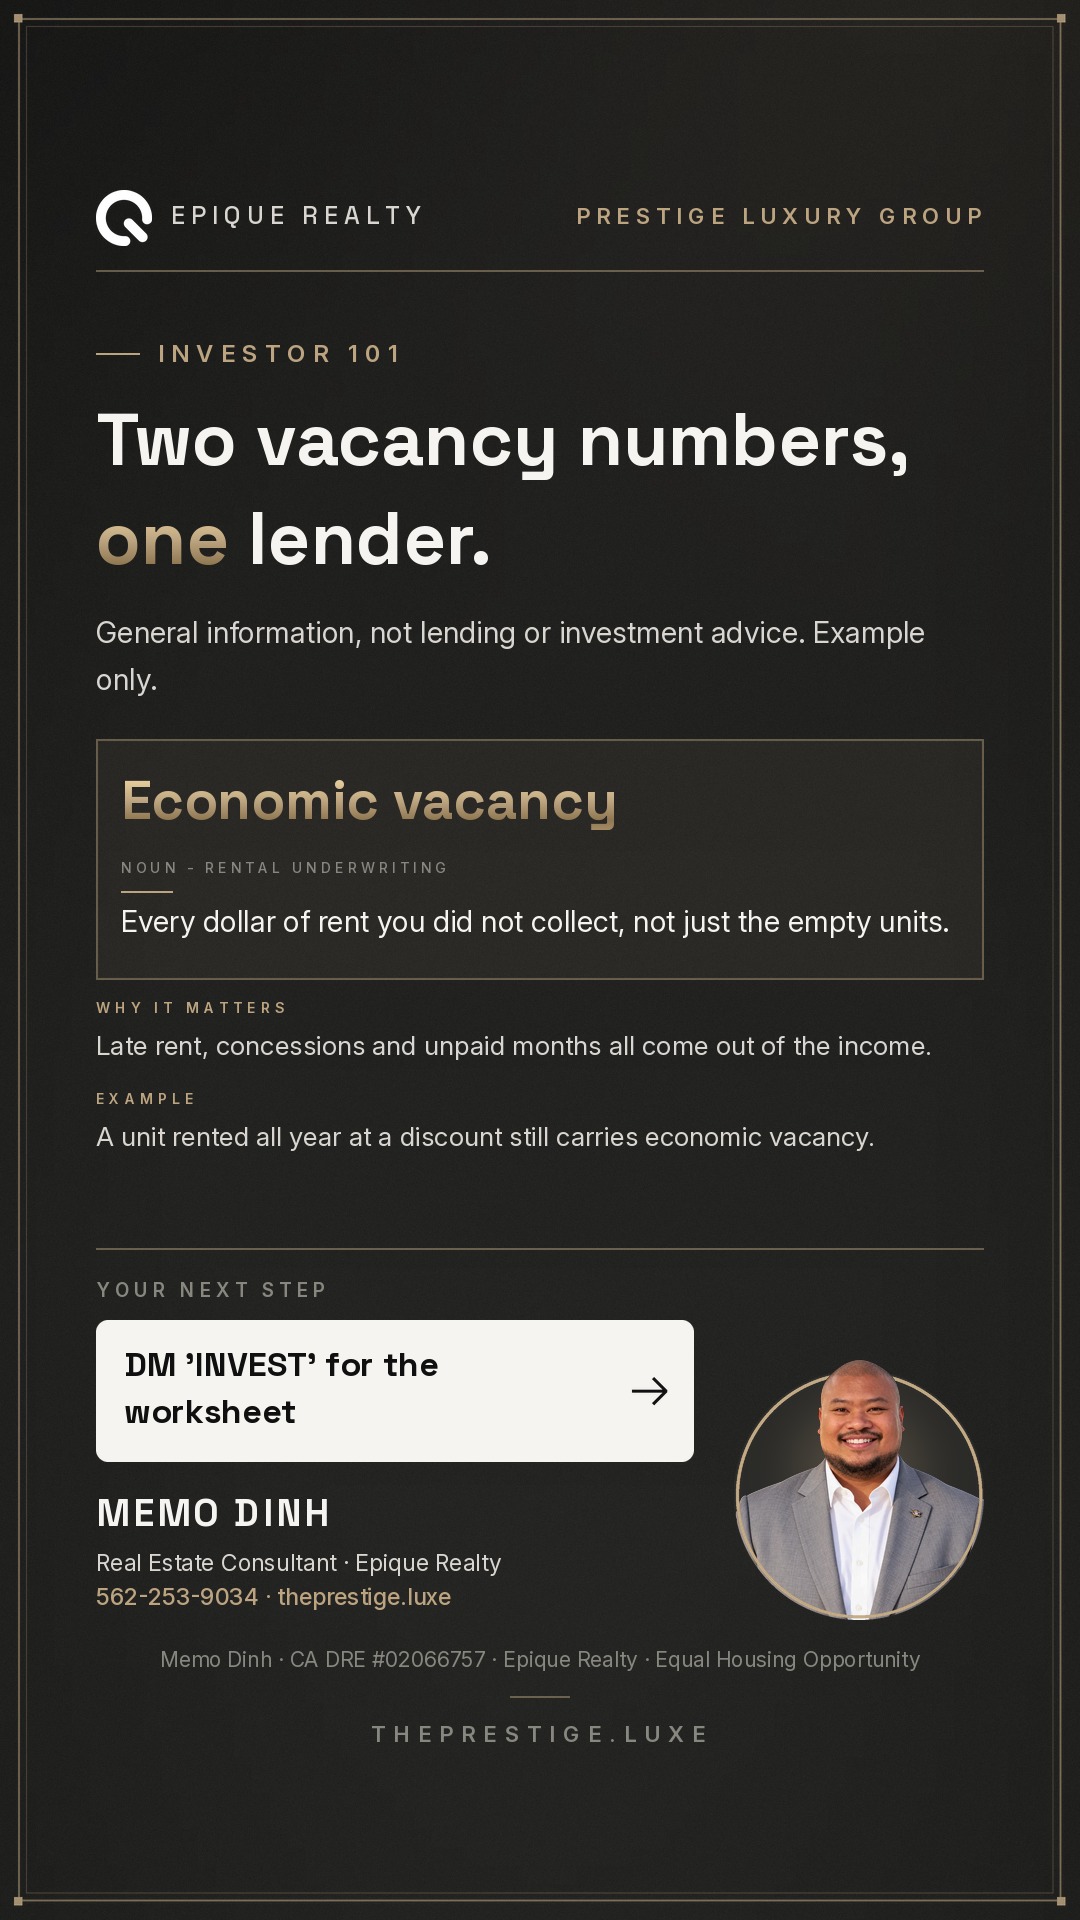 EPIQUE REALTY
PRESTIGE LUXURY GROUP
INVESTOR 101
Two vacancy numbers,
one lender.
General information, not lending or investment advice. Example
only.
Economic vacancy
NOUN - RENTAL UNDERWRITING
Every dollar of rent you did not collect, not just the empty units.
WHY IT MATTERS
Late rent, concessions and unpaid months all come out of the income.
EXAMPLE
A unit rented all year at a discount still carries economic vacancy.
YOUR NEXT STEP
DM ’INVEST’ for the
worksheet
MEMO DINH
Real Estate Consultant · Epique Realty
562-253-9034 · theprestige.luxe
Memo Dinh · CA DRE #02066757 · Epique Realty · Equal Housing Opportunity
THEPRESTIGE.LUXE